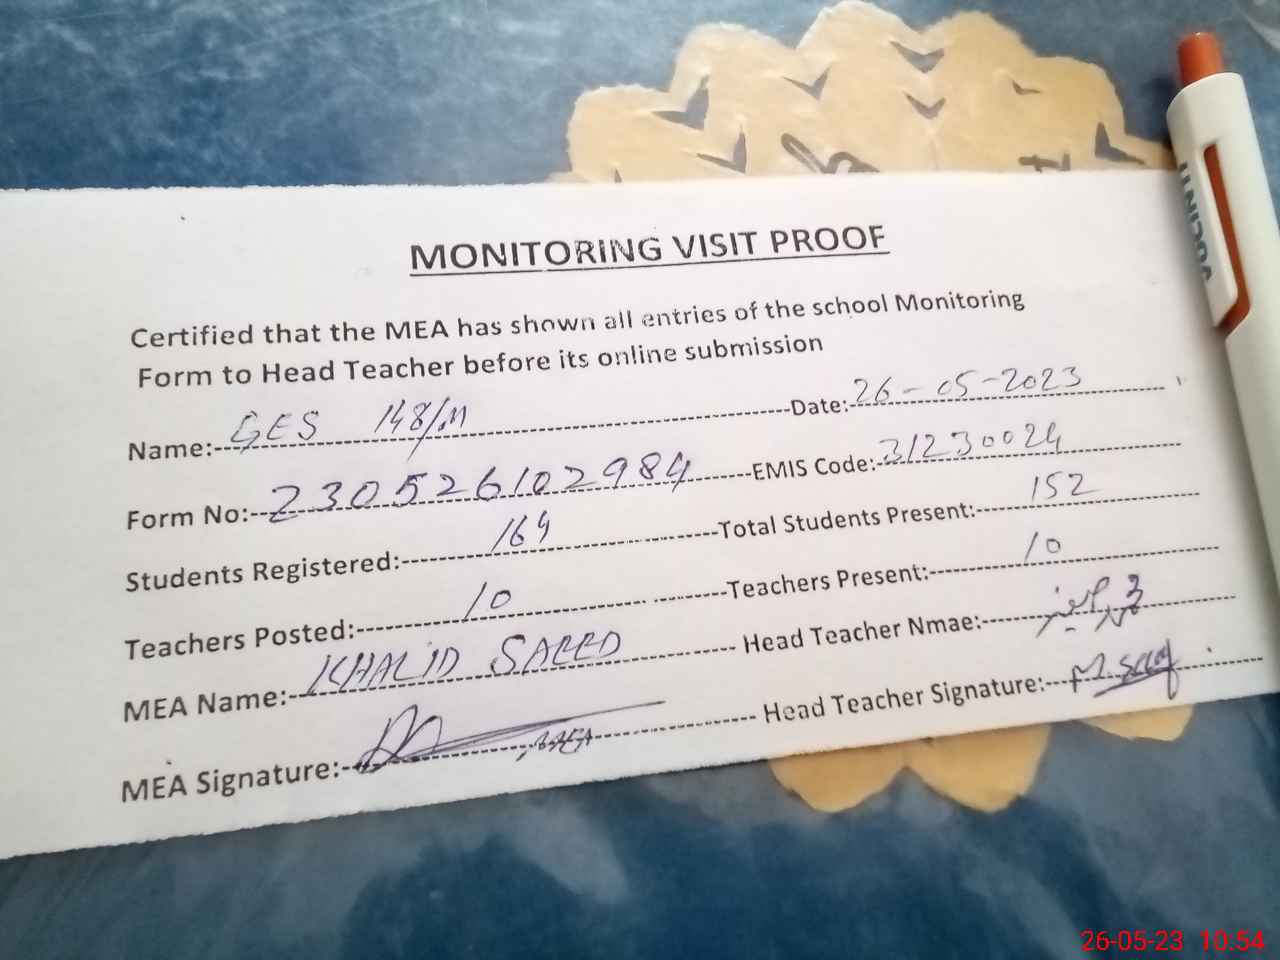 MONITORING VISIT PROOF
Certified that the MEA has shown all entries of the school Monitoring
Form to Head Teacher before its online submission
Name: GES 148/M Date: 26-05-2023
Form No: 230526102984 EMIS Code: 31230024
Students Registered: 164 Total Students Present: 152
Teachers Posted: 10 Teachers Present: 10
MEA Name: KHALID SAEED Head Teacher Nmae:
MEA Signature: MEA Head Teacher Signature:
UNIDOA
26-05-23 10:54